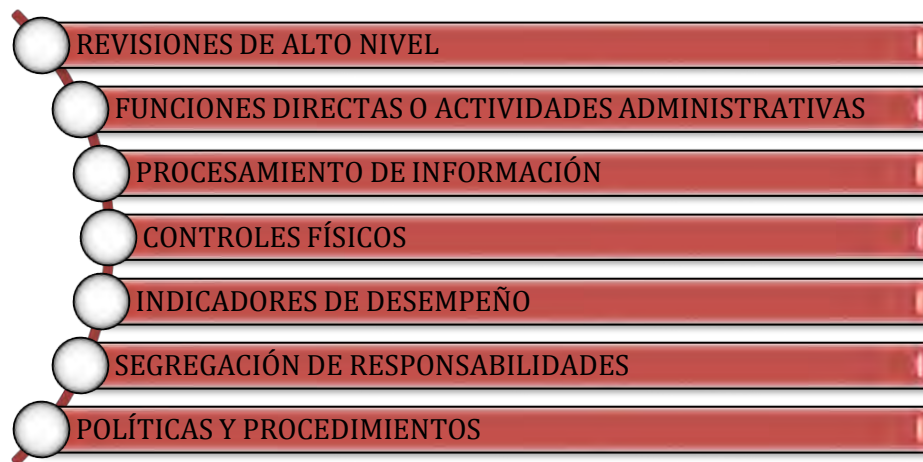 REVISIONES DE ALTO NIVEL
FUNCIONES DIRECTAS O ACTIVIDADES ADMINISTRATIVAS
PROCESAMIENTO DE INFORMACIÓN
CONTROLES FÍSICOS
INDICADORES DE DESEMPEÑO
SEGREGACIÓN DE RESPONSABILIDADES
POLÍTICAS Y PROCEDIMIENTOS